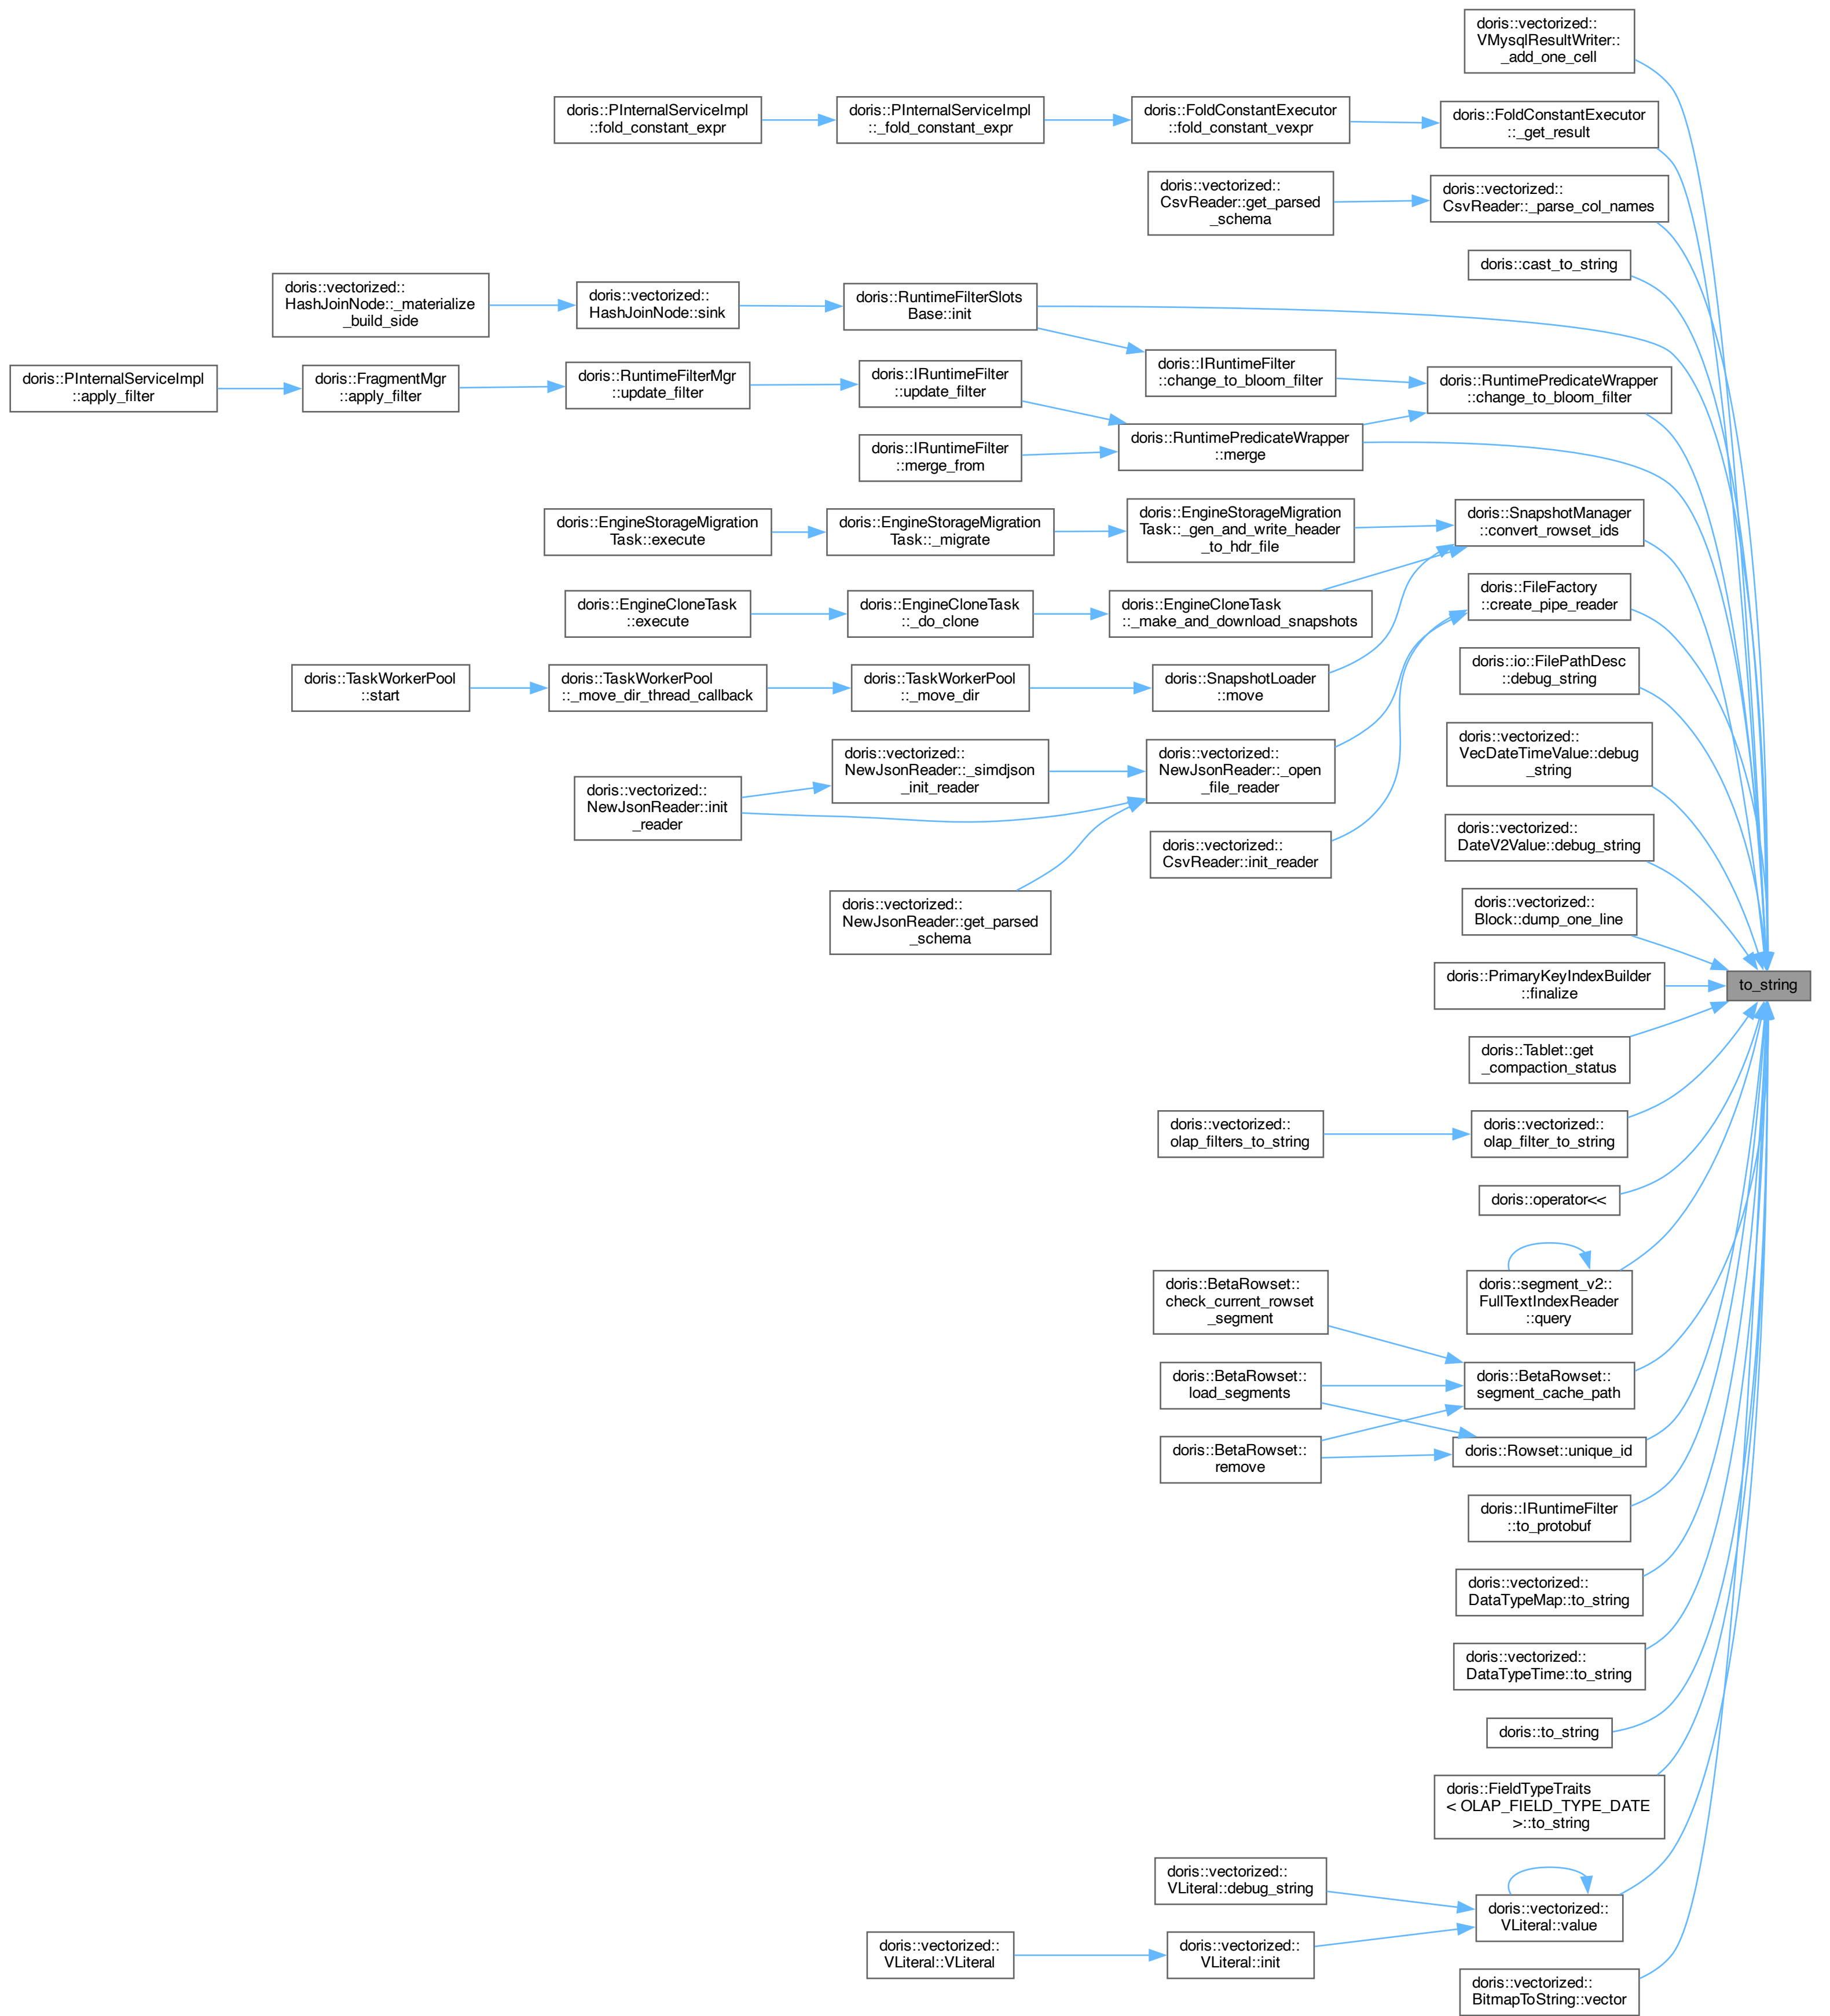 doris::vectorized::
VMysqlResultWriter::
_add_one_cell
doris::PInternalServiceImpl
::fold_constant_expr
doris::PInternalServiceImpl
::_fold_constant_expr
doris::FoldConstantExecutor
::fold_constant_vexpr
doris::FoldConstantExecutor
::_get_result
doris::vectorized::
CsvReader::get_parsed
_schema
doris::vectorized::
CsvReader::_parse_col_names
doris::cast_to_string
doris::vectorized::
HashJoinNode::_materialize
_build_side
doris::vectorized::
HashJoinNode::sink
doris::RuntimeFilterSlots
Base::init
doris::IRuntimeFilter
::change_to_bloom_filter
doris::RuntimePredicateWrapper
::change_to_bloom_filter
doris::PInternalServiceImpl
::apply_filter
doris::FragmentMgr
::apply_filter
doris::RuntimeFilterMgr
::update_filter
doris::IRuntimeFilter
::update_filter
doris::IRuntimeFilter
::merge_from
doris::RuntimePredicateWrapper
::merge
doris::EngineStorageMigration
Task::execute
doris::EngineStorageMigration
Task::_migrate
doris::EngineStorageMigration
Task::_gen_and_write_header
_to_hdr_file
doris::SnapshotManager
::convert_rowset_ids
doris::EngineCloneTask
::execute
doris::EngineCloneTask
::_do_clone
doris::EngineCloneTask
::_make_and_download_snapshots
doris::FileFactory
::create_pipe_reader
doris::TaskWorkerPool
::start
doris::TaskWorkerPool
::_move_dir_thread_callback
doris::TaskWorkerPool
::_move_dir
doris::SnapshotLoader
::move
doris::io::FilePathDesc
::debug_string
doris::vectorized::
NewJsonReader::init
_reader
doris::vectorized::
NewJsonReader::_simdjson
_init_reader
doris::vectorized::
NewJsonReader::_open
_file_reader
doris::vectorized::
VecDateTimeValue::debug
_string
doris::vectorized::
CsvReader::init_reader
doris::vectorized::
DateV2Value::debug_string
doris::vectorized::
NewJsonReader::get_parsed
_schema
doris::vectorized::
Block::dump_one_line
doris::PrimaryKeyIndexBuilder
::finalize
to_string
doris::Tablet::get
_compaction_status
doris::vectorized::
olap_filters_to_string
doris::vectorized::
olap_filter_to_string
doris::operator<<
doris::segment_v2::
FullTextIndexReader
::query
doris::BetaRowset::
check_current_rowset
_segment
doris::BetaRowset::
load_segments
doris::BetaRowset::
segment_cache_path
doris::BetaRowset::
remove
doris::Rowset::unique_id
doris::IRuntimeFilter
::to_protobuf
doris::vectorized::
DataTypeMap::to_string
doris::vectorized::
DataTypeTime::to_string
doris::to_string
doris::FieldTypeTraits
< OLAP_FIELD_TYPE_DATE
>::to_string
doris::vectorized::
VLiteral::debug_string
doris::vectorized::
VLiteral::value
doris::vectorized::
VLiteral::VLiteral
doris::vectorized::
VLiteral::init
doris::vectorized::
BitmapToString::vector